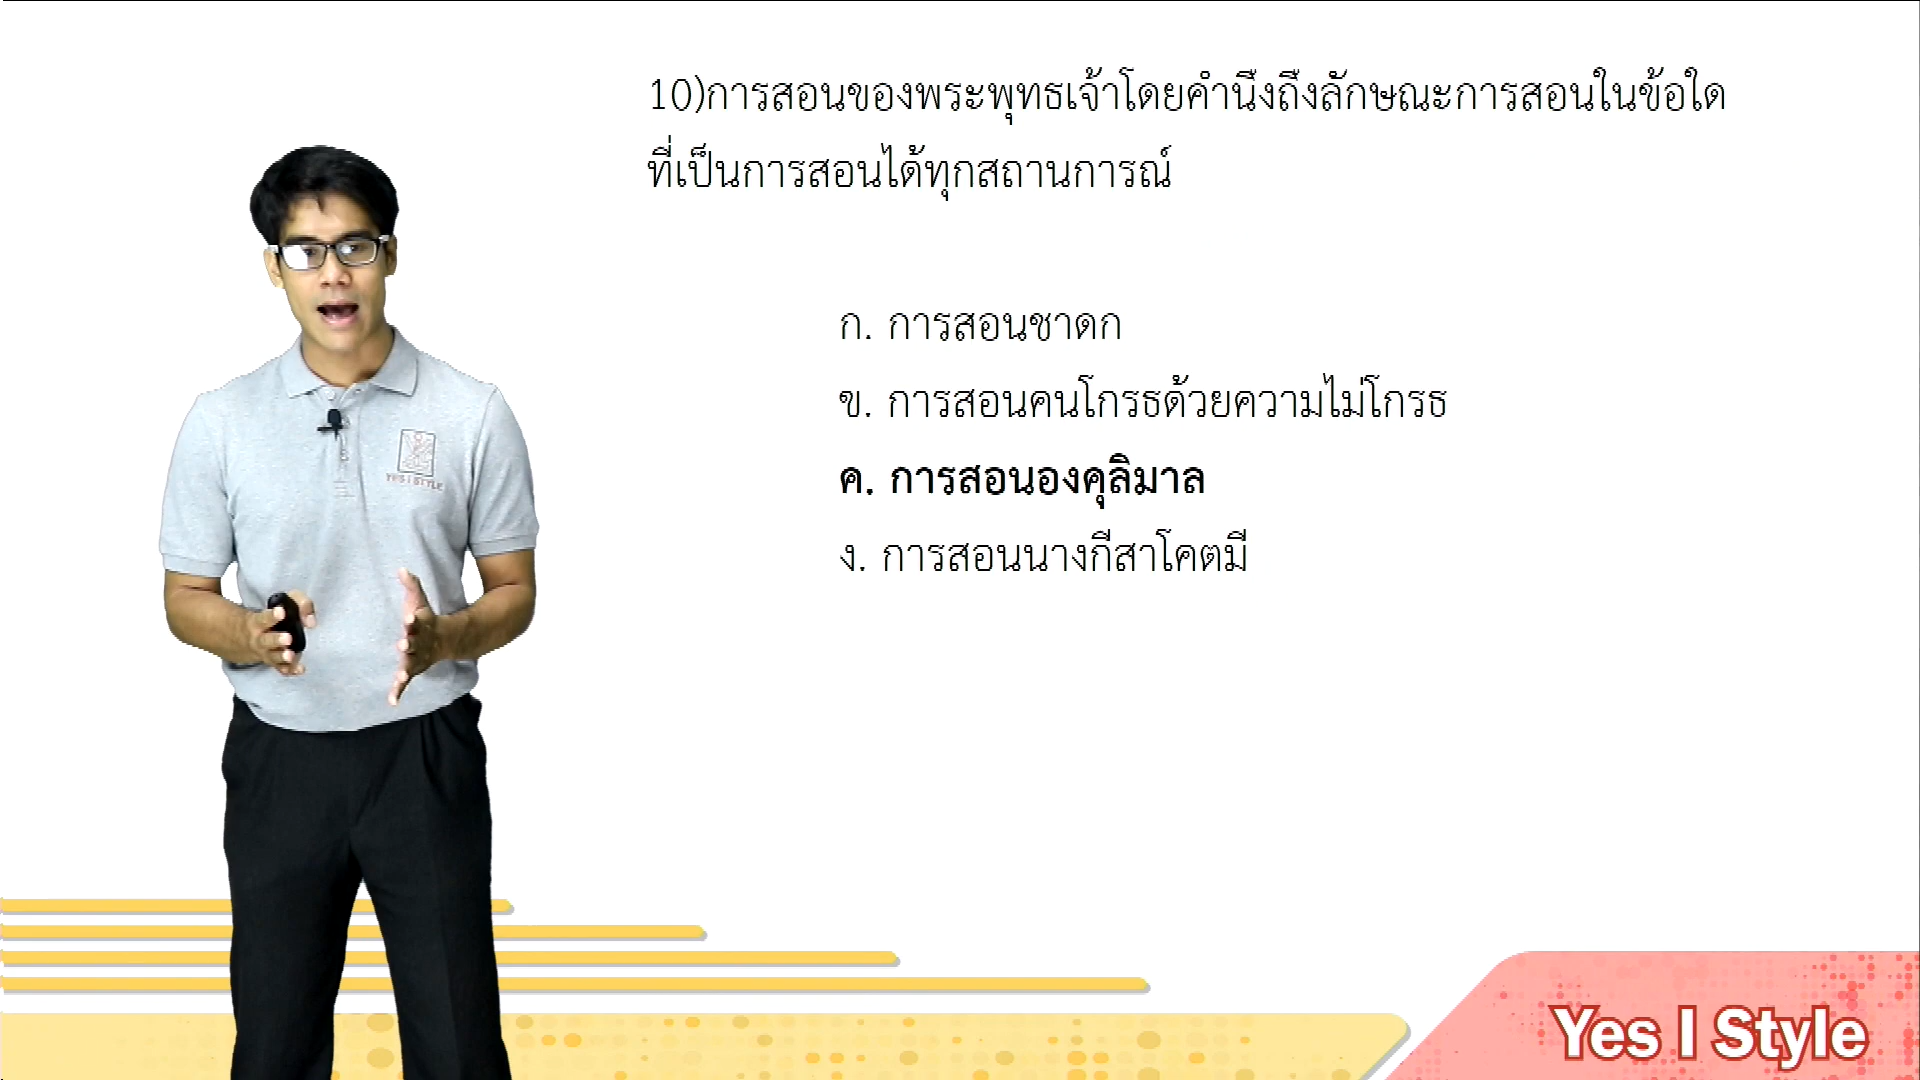 10)การสอนของพระพุทธเจ้าโดยคำนึงถึงลักษณะการสอนในข้อใด
ที่เป็นการสอนได้ทุกสถานการณ์
ก. การสอนชาดก
ข. การสอนคนโกรธด้วยความไม่โกรธ
ค. การสอนองคุลิมาล
ง. การสอนนางกีสาโคตมี
YES I STYLE
Yes I Style